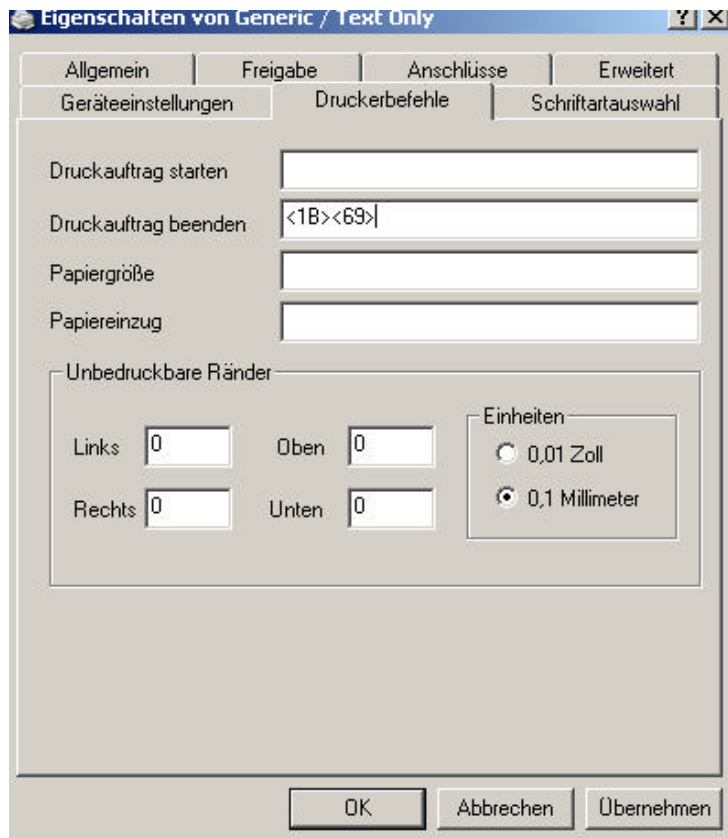 Eigenschaften von Generic / Text Only
Allgemein Freigabe Anschlüsse Erweitert
Geräteeinstellungen Druckerbefehle Schriftartauswahl
Druckauftrag starten
Druckauftrag beenden <1B><69>
Papiergröße
Papiereinzug
Unbedruckbare Ränder
Einheiten
Links 0 Oben 0 0,01 Zoll
Rechts 0 Unten 0 0,1 Millimeter
OK Abbrechen Übernehmen